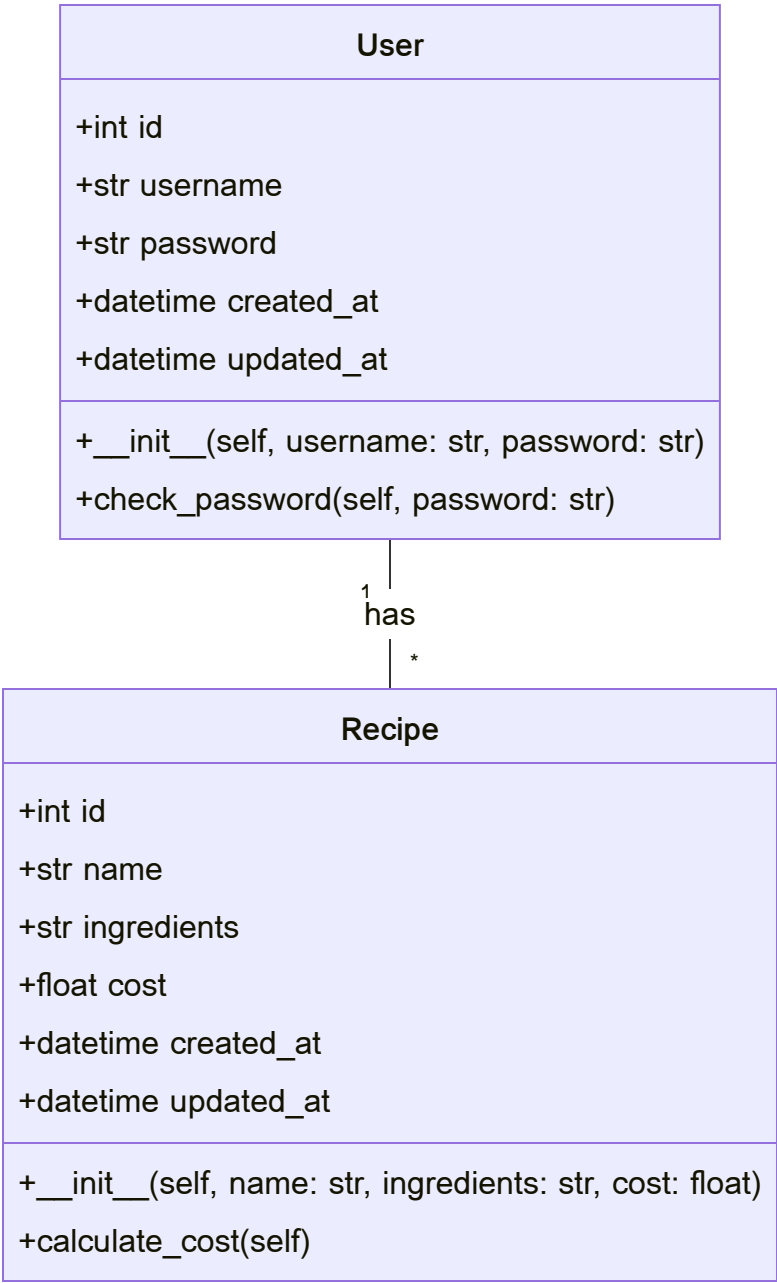 User
+int id
+str username
+str password
+datetime created_at
+datetime updated_at
+__init__(self, username: str, password: str)
+check_password(self, password: str)
1
has
*
Recipe
+int id
+str name
+str ingredients
+float cost
+datetime created_at
+datetime updated_at
+__init__(self, name: str, ingredients: str, cost: float)
+calculate_cost(self)